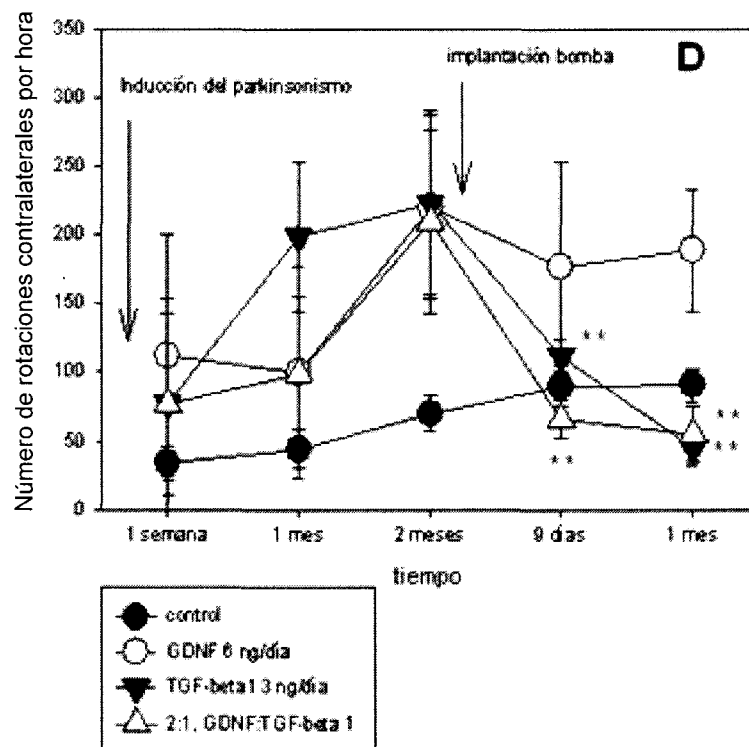 D
implantación bomba
Inducción del parkinsonismo
Número de rotaciones contralaterales por hora
350
300
250
200
150
100
50
0
**
**
**
**
1 semana
1 mes
2 meses
9 días
1 mes
tiempo
control
GDNF 6 ng/día
TGF-beta1 3 ng/día
2:1, GDNF:TGF-beta 1